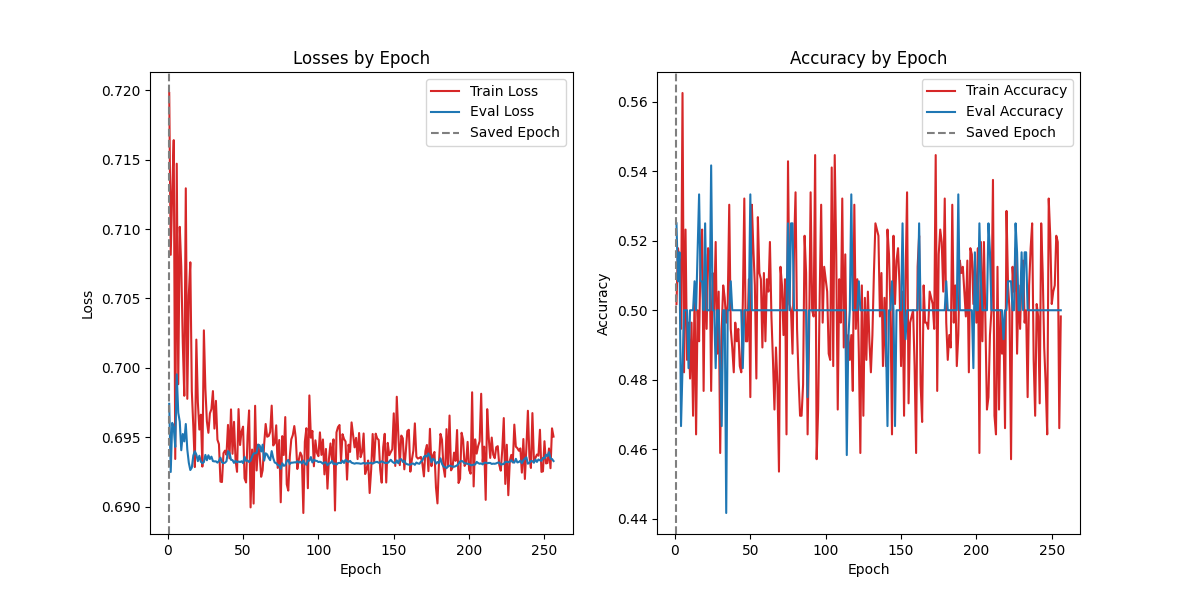 Losses by Epoch
Train Loss
Eval Loss
Saved Epoch
0.720
0.715
0.710
0.705
0.700
0.695
0.690
Loss
0 50 100 150 200 250
Epoch
Accuracy by Epoch
Train Accuracy
Eval Accuracy
Saved Epoch
0.56
0.54
0.52
0.50
0.48
0.46
0.44
Accuracy
0 50 100 150 200 250
Epoch